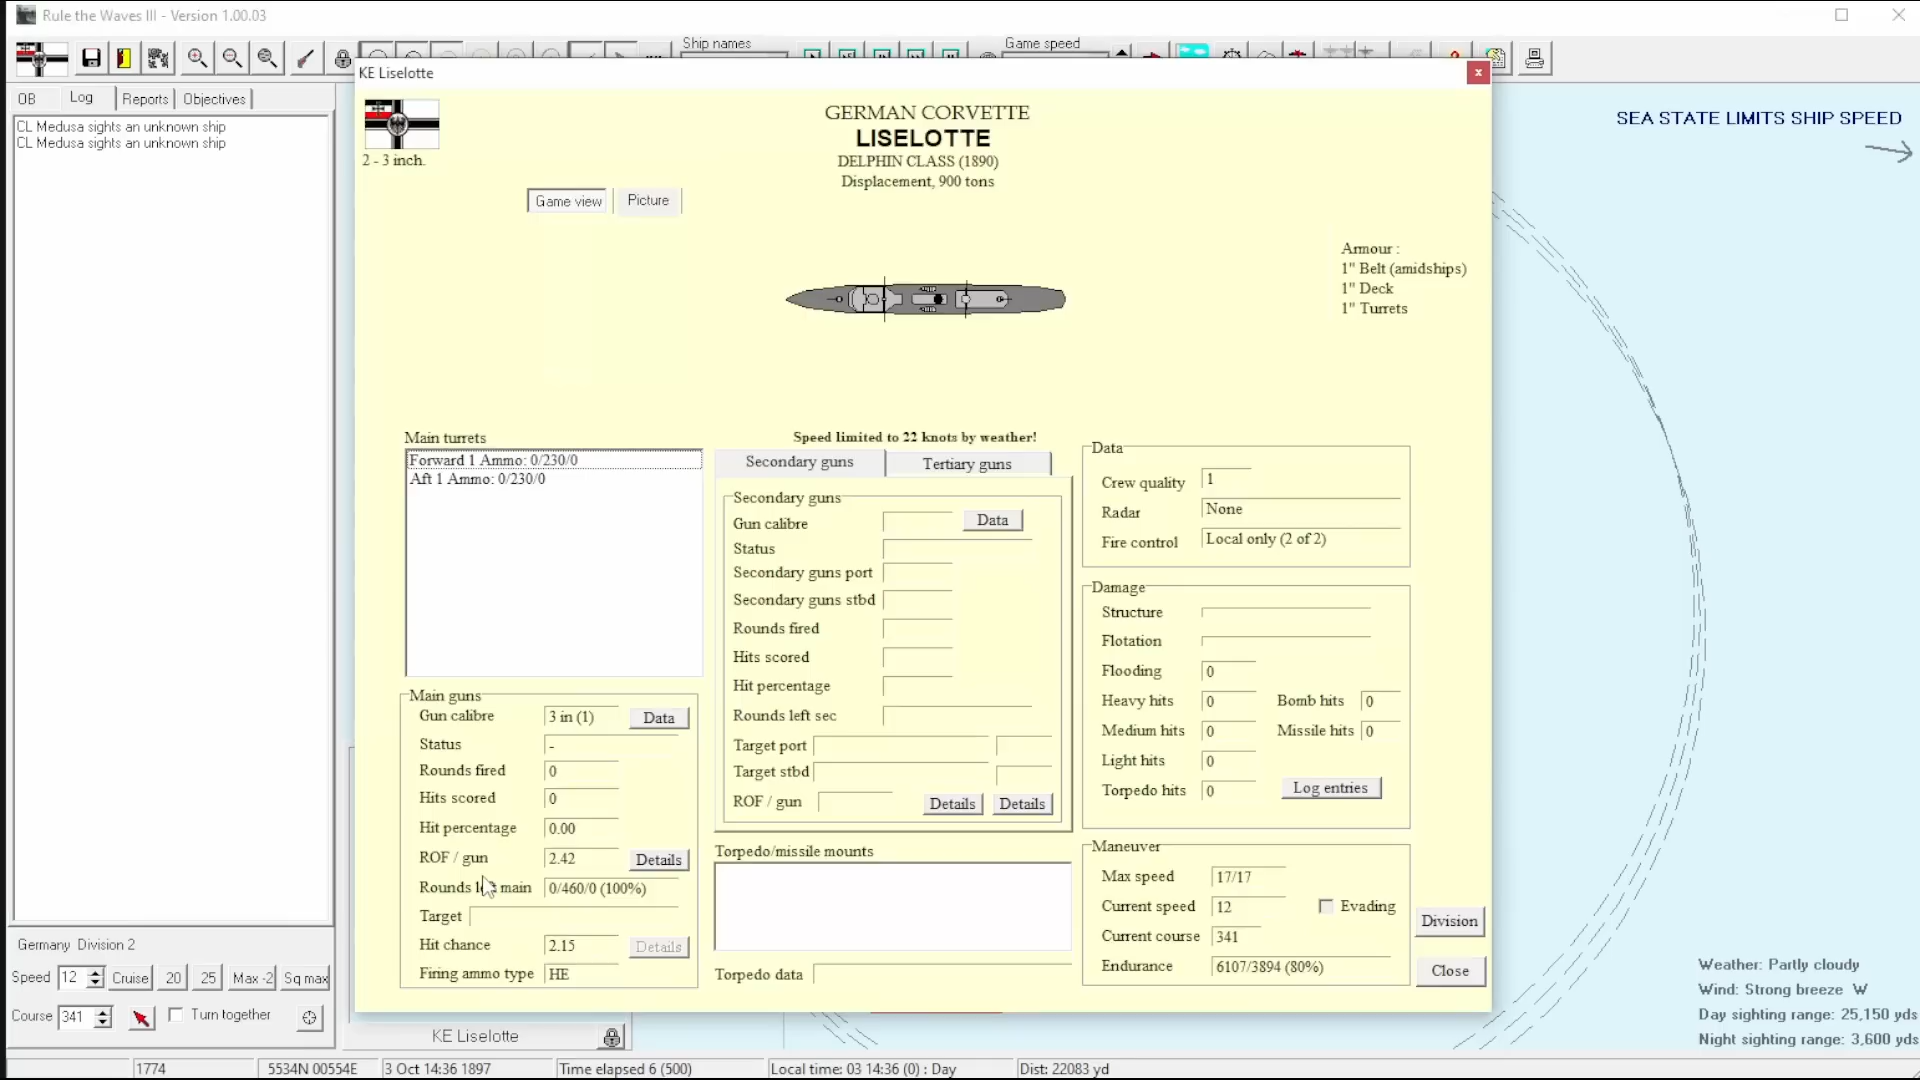 Rule the Waves III - Version 1.00.03
Ship names
Game speed
KE Liselotte
OB
Log
Reports
Objectives
CL Medusa sights an unknown ship
CL Medusa sights an unknown ship
2 - 3 inch.
GERMAN CORVETTE
LISELOTTE
DELPHIN CLASS (1890)
Displacement, 900 tons
SEA STATE LIMITS SHIP SPEED
Game view
Picture
Armour :
1" Belt (amidships)
1" Deck
1" Turrets
Main turrets
Forward 1 Ammo: 0/230/0
Aft 1 Ammo: 0/230/0
Main guns
Gun calibre 3 in (1) Data
Status -
Rounds fired 0
Hits scored 0
Hit percentage 0.00
ROF / gun 2.42 Details
Rounds main 0/460/0 (100%)
Target
Hit chance 2.15 Details
Firing ammo type HE
Speed limited to 22 knots by weather!
Secondary guns
Tertiary guns
Secondary guns
Gun calibre Data
Status
Secondary guns port
Secondary guns stbd
Rounds fired
Hits scored
Hit percentage
Rounds left sec
Target port
Target stbd
ROF / gun Details Details
Torpedo/missile mounts
Torpedo data
Data
Crew quality 1
Radar None
Fire control Local only (2 of 2)
Damage
Structure
Flotation
Flooding 0
Heavy hits 0 Bomb hits 0
Medium hits 0 Missile hits 0
Light hits 0
Torpedo hits 0 Log entries
Maneuver
Max speed 17/17
Current speed 12 Evading
Current course 341
Endurance 6107/3894 (80%)
Division
Close
Germany Division 2
Speed 12 Cruise 20 25 Max -2 Sq max
Course 341 Turn together
KE Liselotte
Weather: Partly cloudy
Wind: Strong breeze W
Day sighting range: 25,150 yds
Night sighting range: 3,600 yds
1774
5534N 00554E
3 Oct 14:36 1897
Time elapsed 6 (500)
Local time: 03 14:36 (0) : Day
Dist: 22083 yd